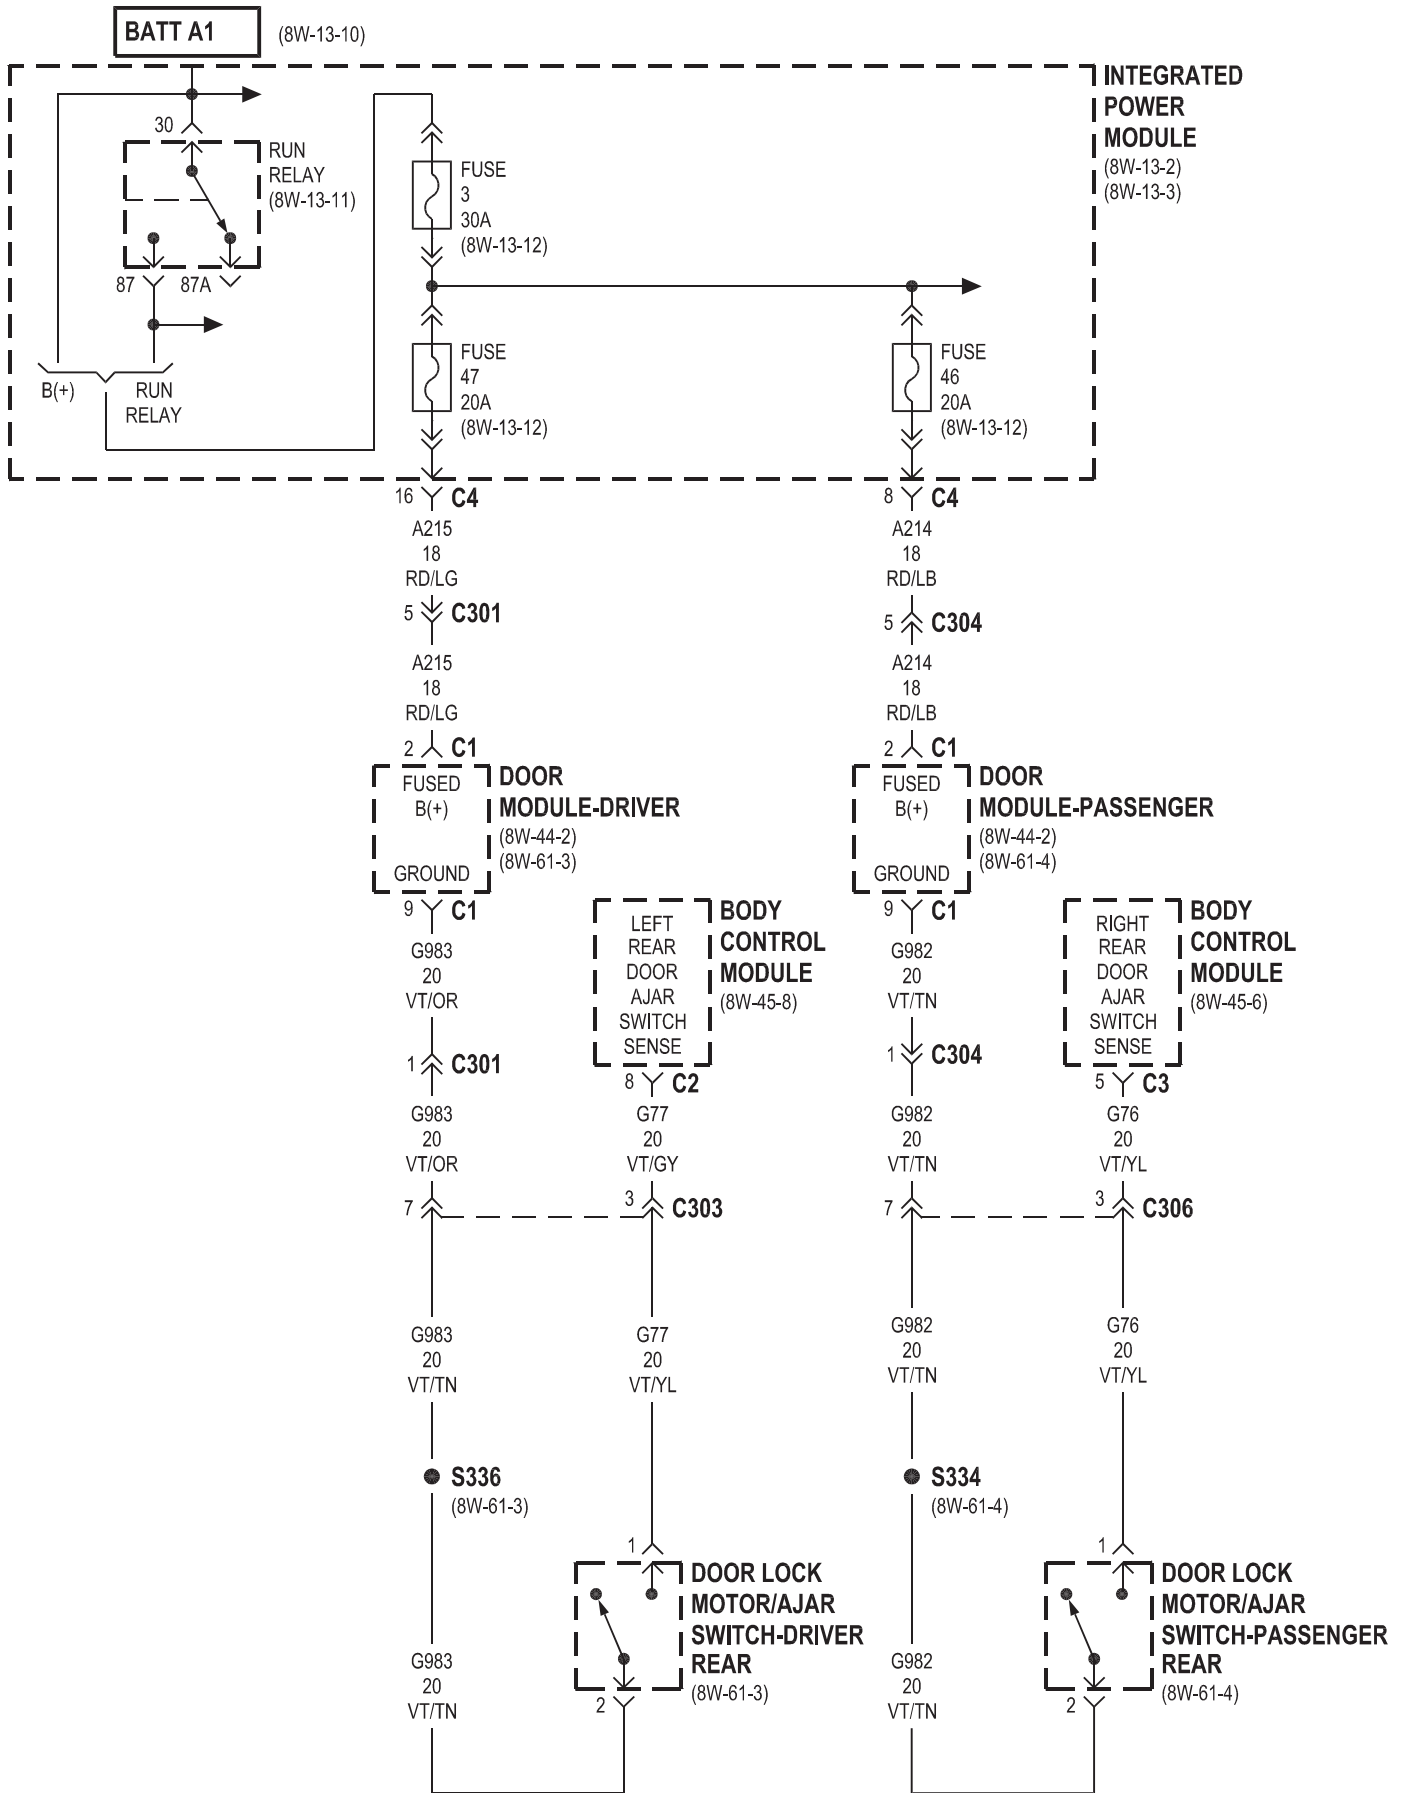 BATT A1 (8W-13-10)
INTEGRATED
POWER
MODULE
(8W-13-2)
(8W-13-3)
30
RUN
RELAY
(8W-13-11)
87
87A
B(+)
RUN
RELAY
FUSE
3
30A
(8W-13-12)
FUSE
47
20A
(8W-13-12)
FUSE
46
20A
(8W-13-12)
16 C4
A215
18
RD/LG
5 C301
A215
18
RD/LG
2 C1
FUSED
B(+)
GROUND
DOOR
MODULE-DRIVER
(8W-44-2)
(8W-61-3)
9 C1
G983
20
VT/OR
1 C301
G983
20
VT/OR
7
LEFT
REAR
DOOR
AJAR
SWITCH
SENSE
BODY
CONTROL
MODULE
(8W-45-8)
8 C2
G77
20
VT/GY
3 C303
G983
20
VT/TN
G77
20
VT/YL
S336
(8W-61-3)
1
DOOR LOCK
MOTOR/AJAR
SWITCH-DRIVER
REAR
(8W-61-3)
2
G983
20
VT/TN
8 C4
A214
18
RD/LB
5 C304
A214
18
RD/LB
2 C1
FUSED
B(+)
GROUND
DOOR
MODULE-PASSENGER
(8W-44-2)
(8W-61-4)
9 C1
G982
20
VT/TN
1 C304
G982
20
VT/TN
7
RIGHT
REAR
DOOR
AJAR
SWITCH
SENSE
BODY
CONTROL
MODULE
(8W-45-6)
5 C3
G76
20
VT/YL
3 C306
G982
20
VT/TN
G76
20
VT/YL
S334
(8W-61-4)
1
DOOR LOCK
MOTOR/AJAR
SWITCH-PASSENGER
REAR
(8W-61-4)
2
G982
20
VT/TN